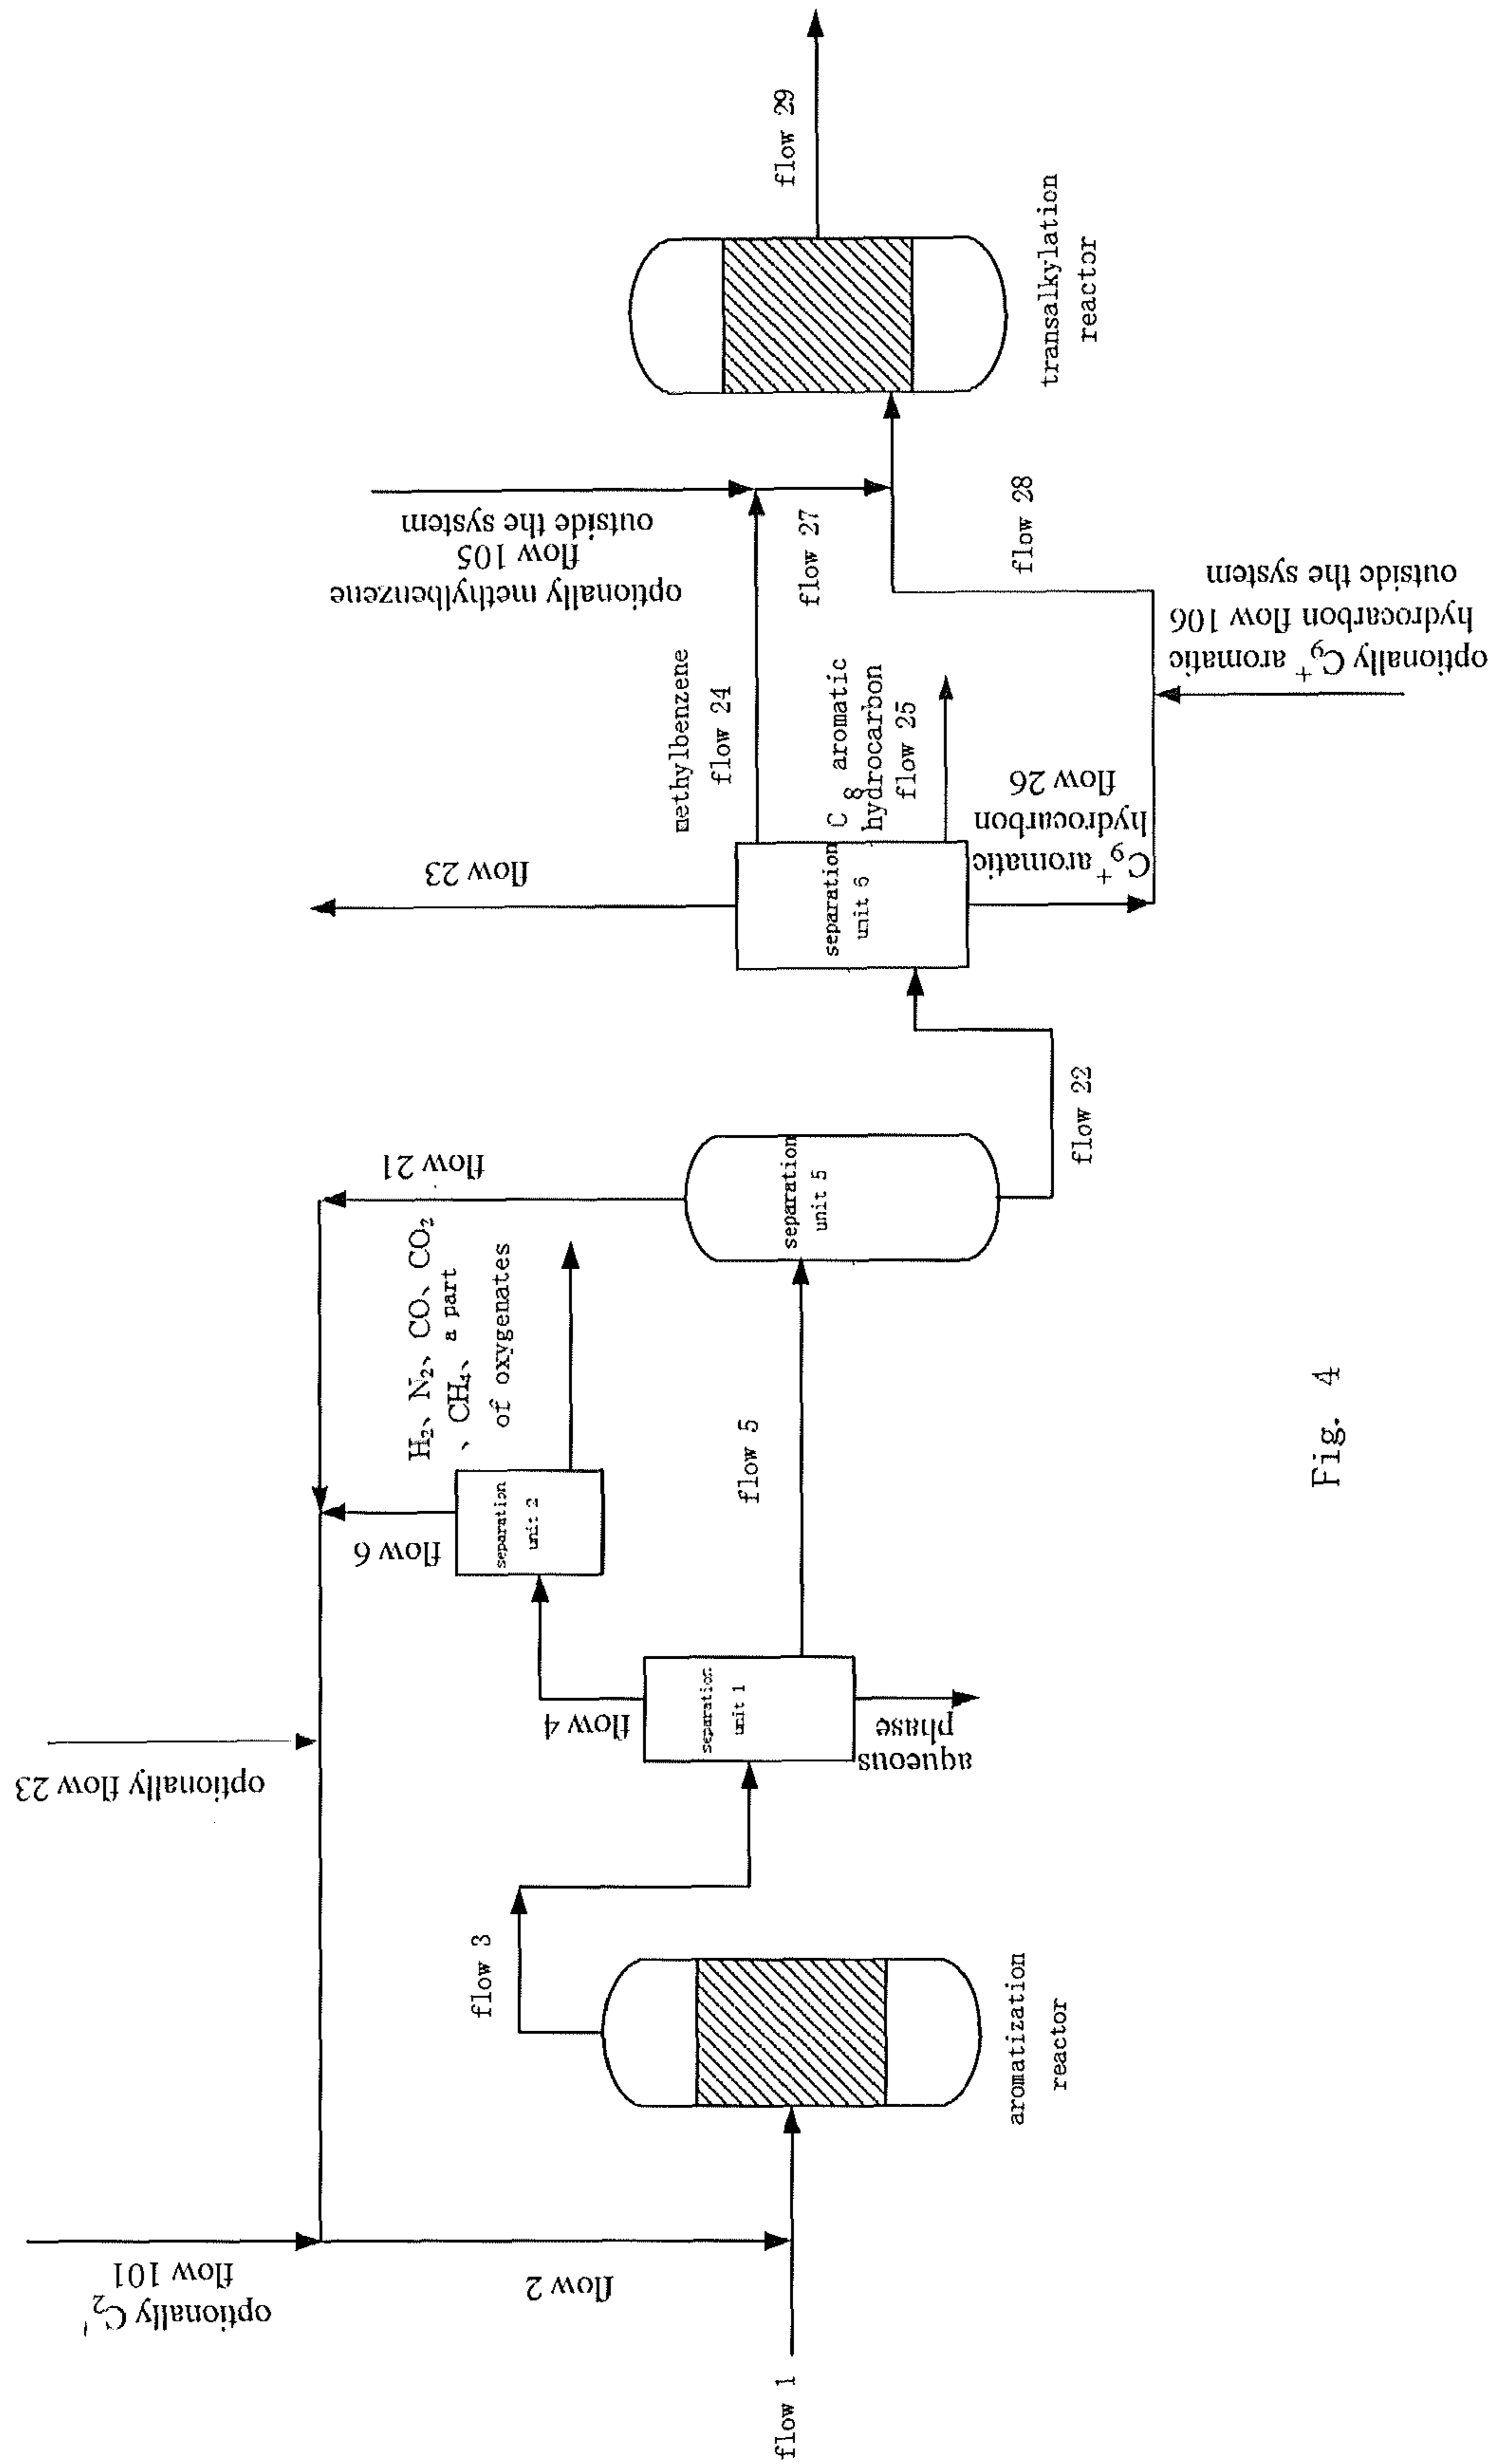 optionally C2'
flow 101
flow 2
flow 1
optionally flow 23
flow 3
aromatization
reactor
flow 4
separation
unit 1
aqueous
phase
flow 6
separation
unit 2
H₂、N₂、CO、CO₂
、CH₄、a part
of oxygenates
flow 5
flow 21
separation
unit 5
flow 22
flow 23
separation
unit 6
methylbenzene
flow 24
C8 aromatic
hydrocarbon
flow 25
C₉⁺ aromatic
hydrocarbon
flow 26
optionally methylbenzene
flow 105
outside the system
flow 27
flow 28
optionally C₉⁺ aromatic
hydrocarbon flow 106
outside the system
transalkylation
reactor
flow 29
Fig. 4